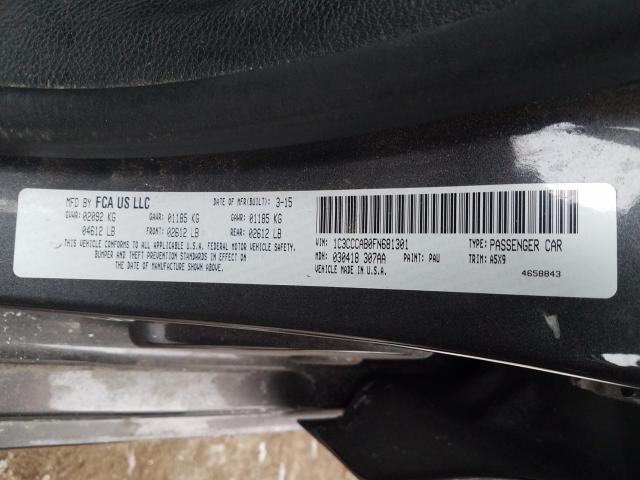 MFD BY FCA US LLC DATE OF MFR(BUILT): 3-15
GVWR: 02092 KG GAWR: 01185 KG GAWR: 01185 KG
04612 LB FRONT: 02612 LB REAR: 02612 LB
THIS VEHICLE CONFORMS TO ALL APPLICABLE U.S.A. FEDERAL MOTOR VEHICLE SAFETY,
BUMPER AND THEFT PREVENTION STANDARDS IN EFFECT ON
THE DATE OF MANUFACTURE SHOWN ABOVE.
VIN: 1C3CCCAB0FN681301 TYPE: PASSENGER CAR
MDH: 030418 307AA PAINT: PAU TRIM: A5X9
VEHICLE MADE IN U.S.A.
4658843